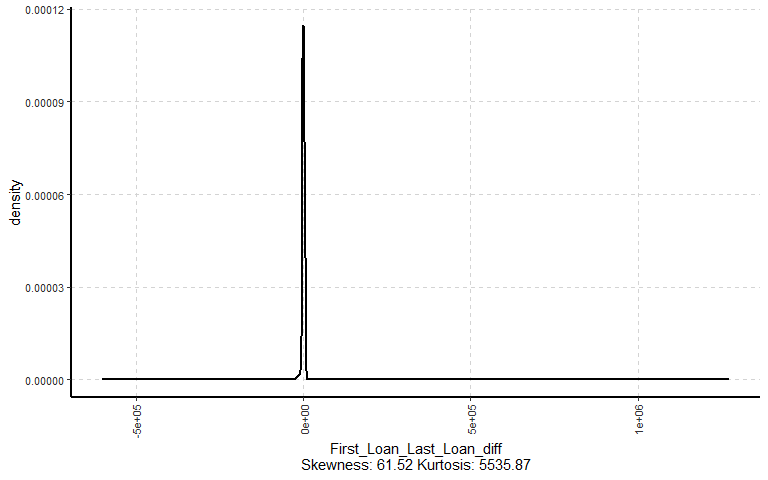 0.00012
0.00009
0.00006
0.00003
0.00000
density
-5e+05
0e+00
5e+05
1e+06
First_Loan_Last_Loan_diff
Skewness: 61.52 Kurtosis: 5535.87